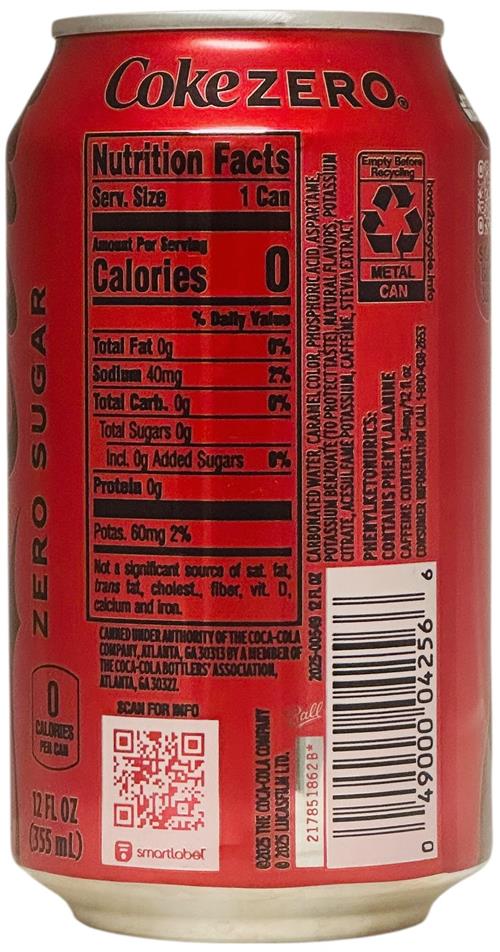 Coke ZERO®
ZERO SUGAR
0
CALORIES
PER CAN
12 FL OZ
(355 mL)
Nutrition Facts
Serv. Size 1 Can
Amount Per Serving
Calories 0
% Daily Value
Total Fat 0g 0%
Sodium 40mg 2%
Total Carb. 0g 0%
Total Sugars 0g
Incl. 0g Added Sugars 0%
Protein 0g
Potas. 60mg 2%
Not a significant source of sat. fat,
trans fat, cholest., fiber, vit. D,
calcium and iron.
CANNED UNDER AUTHORITY OF THE COCA-COLA
COMPANY, ATLANTA, GA 30313 BY A MEMBER OF
THE COCA-COLA BOTTLERS' ASSOCIATION,
ATLANTA, GA 30327.
SCAN FOR INFO
smartlabel
©2025 THE COCA-COLA COMPANY
© 2025 LUCASFILM LTD.
CARBONATED WATER, CARAMEL COLOR, PHOSPHORIC ACID, ASPARTAME,
POTASSIUM BENZOATE (TO PROTECT TASTE), NATURAL FLAVORS, POTASSIUM
CITRATE, ACESULFAME POTASSIUM, CAFFEINE, STEVIA EXTRACT.
PHENYLKETONURICS:
CONTAINS PHENYLALANINE
CAFFEINE CONTENT: 34mg/12 fl oz
CONSUMER INFORMATION CALL 1-800-438-2653
Empty Before
Recycling
METAL
CAN
how2recycle.info
12 FL OZ
Ball
217851862B*
0 49000 04256 6